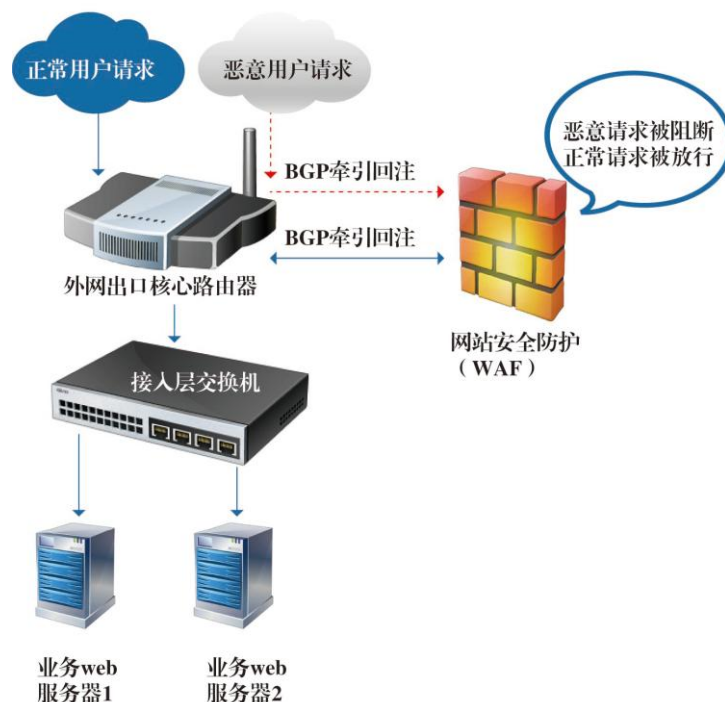 正常用户请求
恶意用户请求
恶意请求被阻断
正常请求被放行
BGP牵引回注
BGP牵引回注
外网出口核心路由器
网站安全防护
（WAF）
接入层交换机
业务web
服务器1
业务web
服务器2